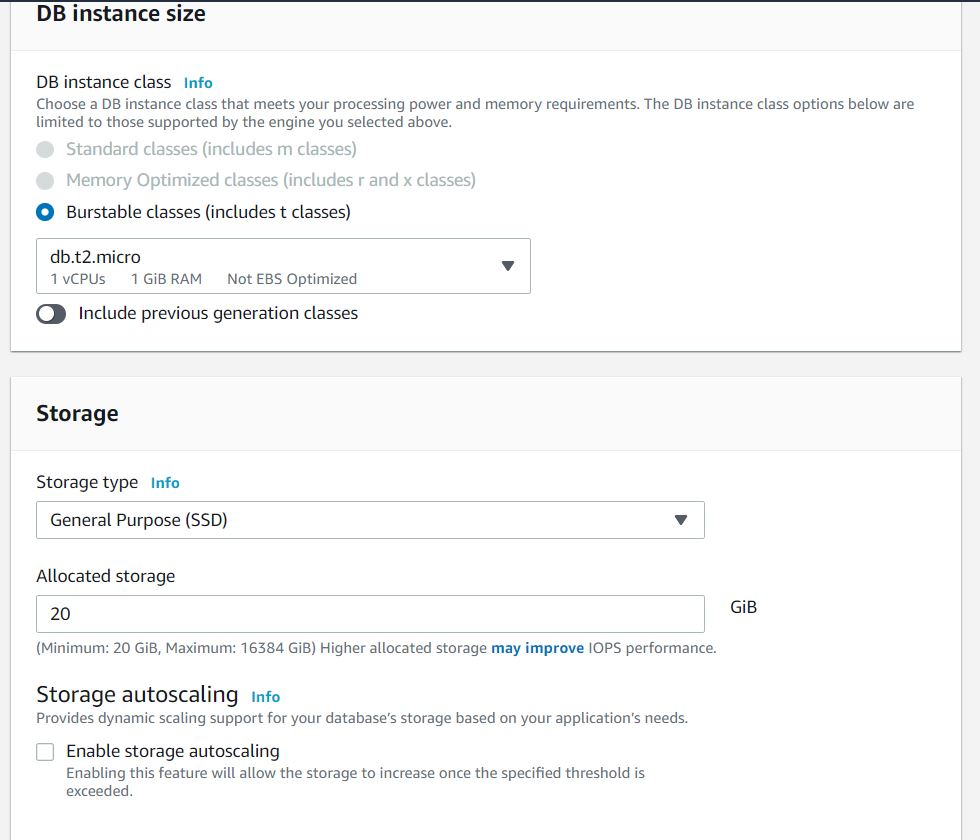 DB instance size
DB instance class Info
Choose a DB instance class that meets your processing power and memory requirements. The DB instance class options below are
limited to those supported by the engine you selected above.
Standard classes (includes m classes)
Memory Optimized classes (includes r and x classes)
Burstable classes (includes t classes)
db.t2.micro
1 vCPUs 1 GiB RAM Not EBS Optimized
Include previous generation classes
Storage
Storage type Info
General Purpose (SSD)
Allocated storage
20 GiB
(Minimum: 20 GiB, Maximum: 16384 GiB) Higher allocated storage may improve IOPS performance.
Storage autoscaling Info
Provides dynamic scaling support for your database's storage based on your application's needs.
Enable storage autoscaling
Enabling this feature will allow the storage to increase once the specified threshold is
exceeded.